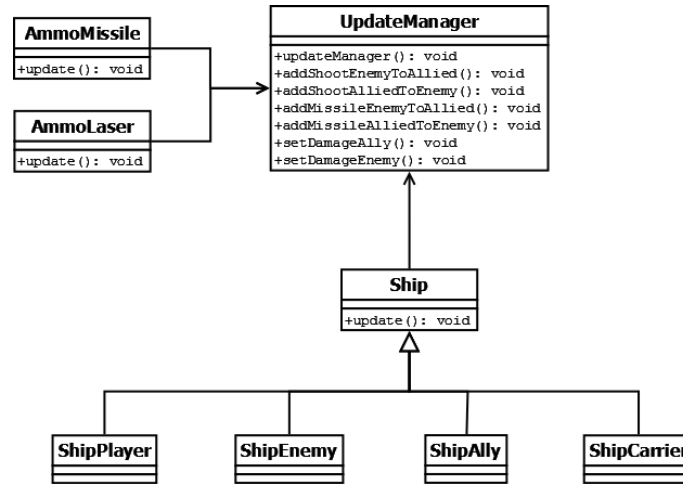 AmmoMissile
+update(): void
AmmoLaser
+update(): void
UpdateManager
+updateManager(): void
+addShootEnemyToAllied(): void
+addShootAlliedToEnemy(): void
+addMissileEnemyToAllied(): void
+addMissileAlliedToEnemy(): void
+setDamageAlly(): void
+setDamageEnemy(): void
Ship
+update(): void
ShipPlayer
ShipEnemy
ShipAlly
ShipCarrier